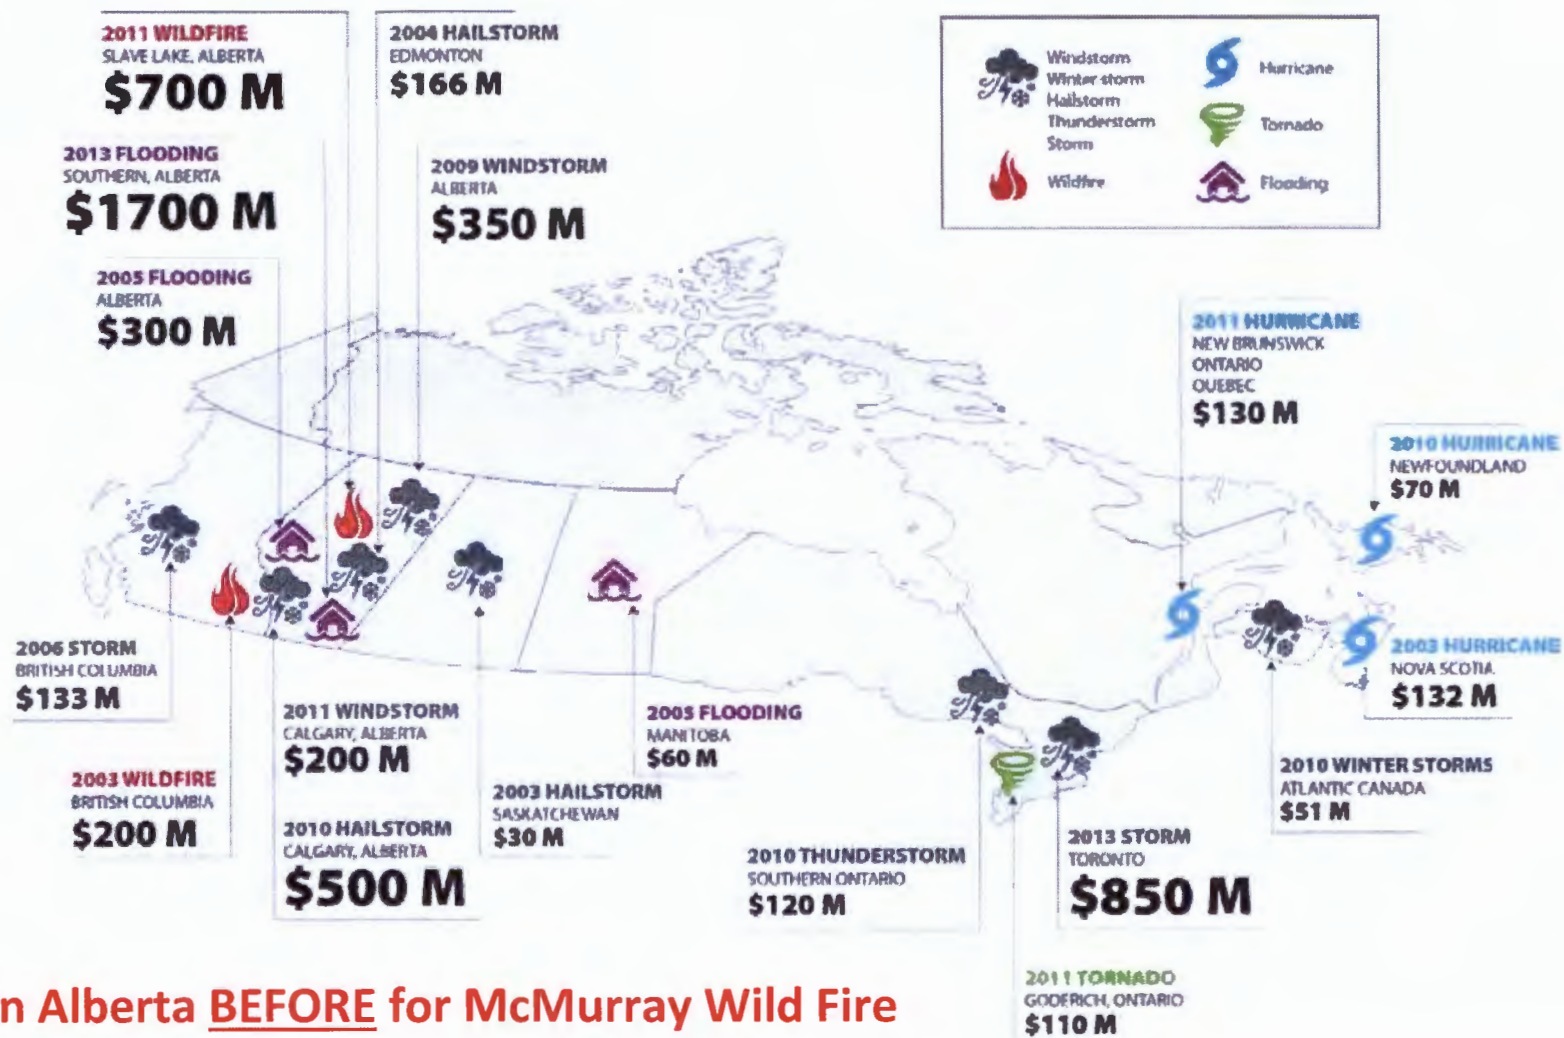 2011 WILDFIRE
SLAVE LAKE, ALBERTA
$700 M
2004 HAILSTORM
EDMONTON
$166 M
Windstorm
Winter storm
Hailstorm
Thunderstorm
Storm
Wildfire
Hurricane
Tornado
Flooding
2013 FLOODING
SOUTHERN, ALBERTA
$1700 M
2009 WINDSTORM
ALBERTA
$350 M
2005 FLOODING
ALBERTA
$300 M
2011 HURRICANE
NEW BRUNSWICK
ONTARIO
QUEBEC
$130 M
2010 HURRICANE
NEWFOUNDLAND
$70 M
2006 STORM
BRITISH COLUMBIA
$133 M
2003 HURRICANE
NOVA SCOTIA
$132 M
2011 WINDSTORM
CALGARY, ALBERTA
$200 M
2005 FLOODING
MANITOBA
$60 M
2003 WILDFIRE
BRITISH COLUMBIA
$200 M
2003 HAILSTORM
SASKATCHEWAN
$30 M
2010 WINTER STORMS
ATLANTIC CANADA
$51 M
2010 HAILSTORM
CALGARY, ALBERTA
$500 M
2010 THUNDERSTORM
SOUTHERN ONTARIO
$120 M
2013 STORM
TORONTO
$850 M
2011 TORNADO
GODERICH, ONTARIO
$110 M
n Alberta BEFORE for McMurray Wild Fire